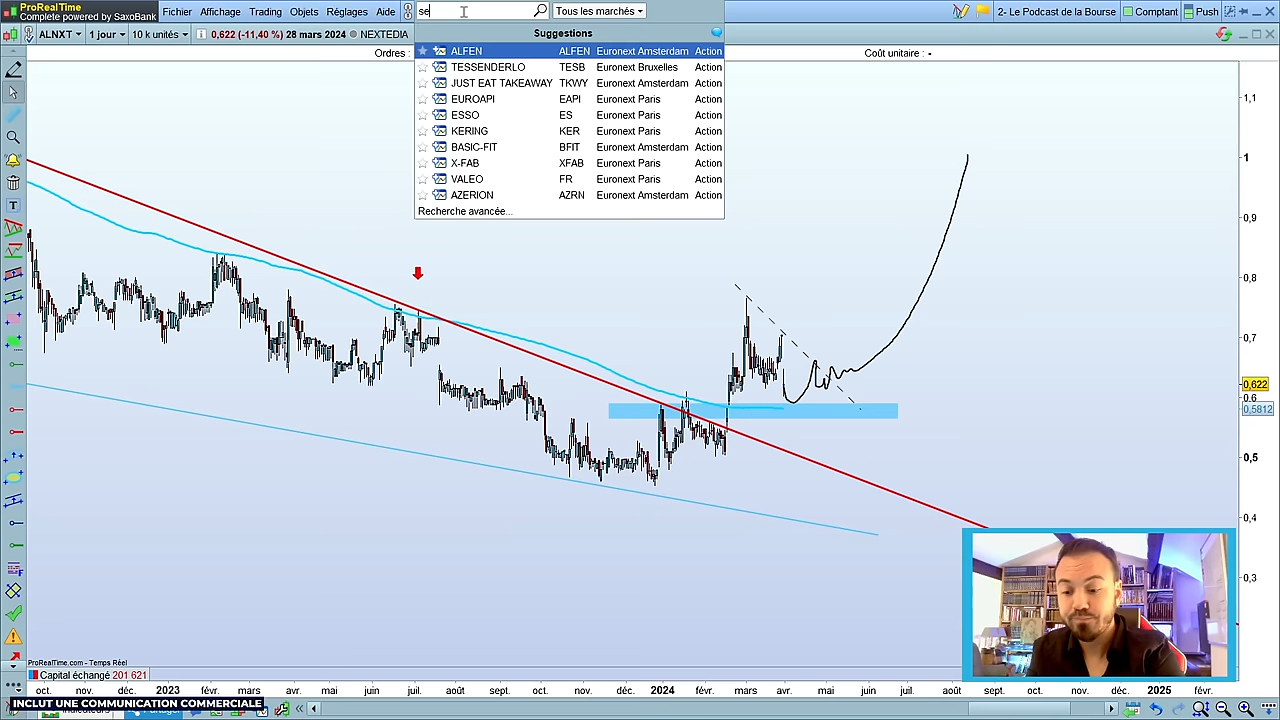 ProRealTime
Complete powered by SaxoBank
Fichier Affichage Trading Objets Réglages Aide
se
Tous les marchés
2- Le Podcast de la Bourse
Comptant
Push
ALNXT
1 jour
10 k unités
0,622 (-11,40 %) 28 mars 2024
NEXTEDIA
Suggestions
Ordres :
Coût unitaire : -
ALFEN ALFEN Euronext Amsterdam Action
TESSENDERLO TESB Euronext Bruxelles Action
JUST EAT TAKEAWAY TKWY Euronext Amsterdam Action
EUROAPI EAPI Euronext Paris Action
ESSO ES Euronext Paris Action
KERING KER Euronext Paris Action
BASIC-FIT BFIT Euronext Amsterdam Action
X-FAB XFAB Euronext Paris Action
VALEO FR Euronext Paris Action
AZERION AZRN Euronext Amsterdam Action
Recherche avancée...
1,1
1
0,9
0,8
0,7
0,622
0,6
0,5812
0,5
0,4
0,3
ProRealTime.com - Temps Réel
Capital échangé 201 621
oct. nov. déc. 2023 févr. mars avr. mai juin juil. août sept. oct. nov. déc. 2024 févr. mars avr. mai juin juil. août sept. oct. nov. déc. 2025 févr.
INCLUT UNE COMMUNICATION COMMERCIALE